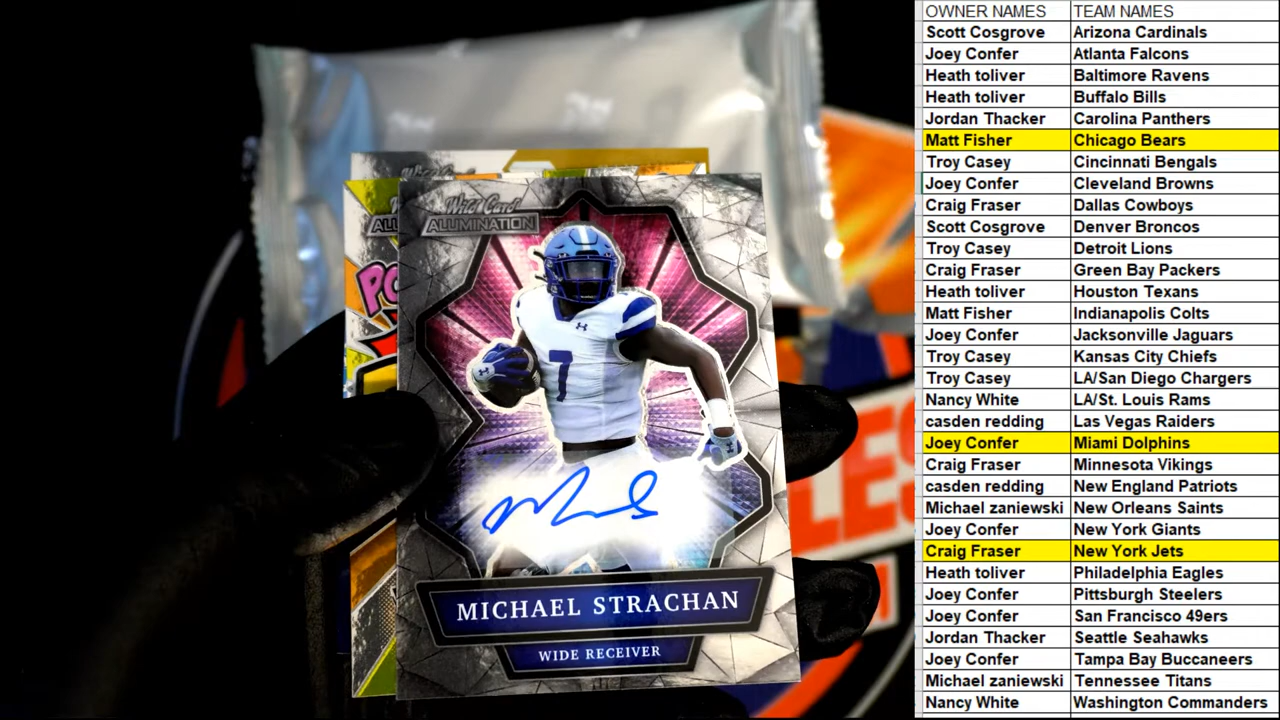 Wild Card
ALUMINATION
7
MICHAEL STRACHAN
WIDE RECEIVER
OWNER NAMES TEAM NAMES
Scott Cosgrove Arizona Cardinals
Joey Confer Atlanta Falcons
Heath toliver Baltimore Ravens
Heath toliver Buffalo Bills
Jordan Thacker Carolina Panthers
Matt Fisher Chicago Bears
Troy Casey Cincinnati Bengals
Joey Confer Cleveland Browns
Craig Fraser Dallas Cowboys
Scott Cosgrove Denver Broncos
Troy Casey Detroit Lions
Craig Fraser Green Bay Packers
Heath toliver Houston Texans
Matt Fisher Indianapolis Colts
Joey Confer Jacksonville Jaguars
Troy Casey Kansas City Chiefs
Troy Casey LA/San Diego Chargers
Nancy White LA/St. Louis Rams
casden redding Las Vegas Raiders
Joey Confer Miami Dolphins
Craig Fraser Minnesota Vikings
casden redding New England Patriots
Michael zaniewski New Orleans Saints
Joey Confer New York Giants
Craig Fraser New York Jets
Heath toliver Philadelphia Eagles
Joey Confer Pittsburgh Steelers
Joey Confer San Francisco 49ers
Jordan Thacker Seattle Seahawks
Joey Confer Tampa Bay Buccaneers
Michael zaniewski Tennessee Titans
Nancy White Washington Commanders